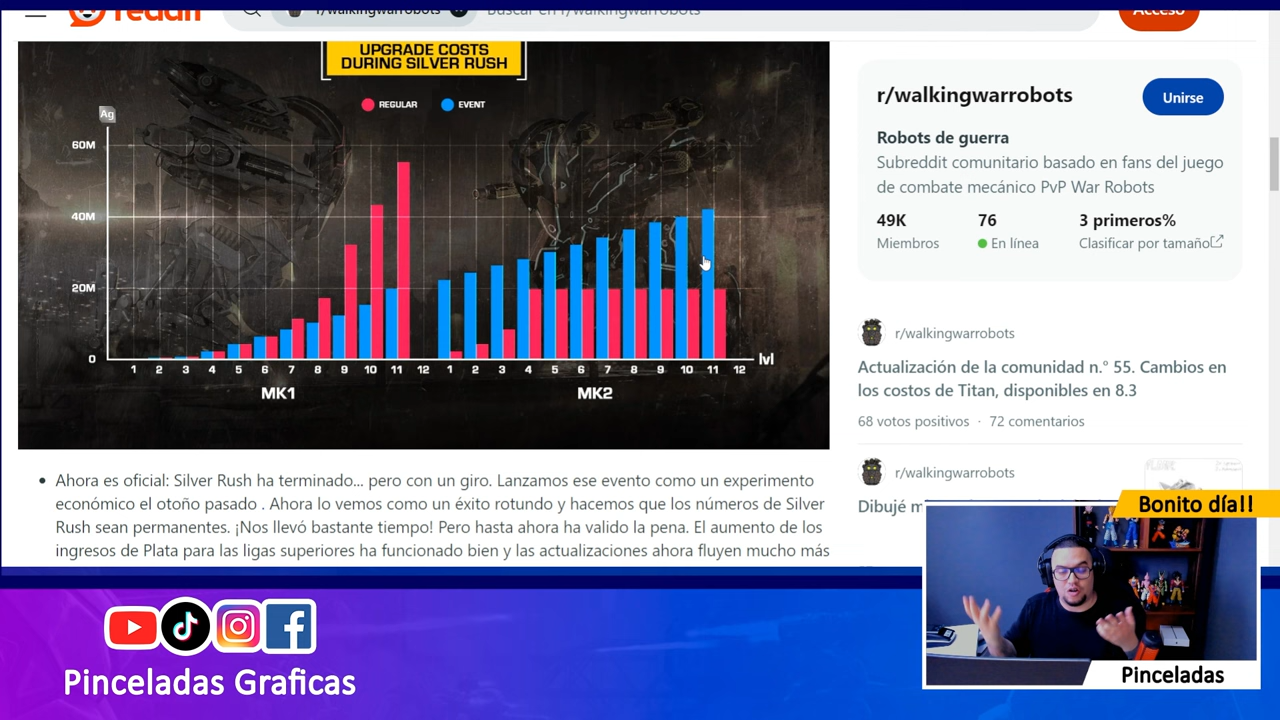 reddit
r/walkingwarrobots
Buscar en r/walkingwarrobots
Acceso
UPGRADE COSTS
DURING SILVER RUSH
REGULAR
EVENT
Ag
60M
40M
20M
0
1 2 3 4 5 6 7 8 9 10 11 12 1 2 3 4 5 6 7 8 9 10 11 12
lvl
MK1
MK2
Ahora es oficial: Silver Rush ha terminado... pero con un giro. Lanzamos ese evento como un experimento
económico el otoño pasado . Ahora lo vemos como un éxito rotundo y hacemos que los números de Silver
Rush sean permanentes. ¡Nos llevó bastante tiempo! Pero hasta ahora ha valido la pena. El aumento de los
ingresos de Plata para las ligas superiores ha funcionado bien y las actualizaciones ahora fluyen mucho más
r/walkingwarrobots
Unirse
Robots de guerra
Subreddit comunitario basado en fans del juego
de combate mecánico PvP War Robots
49K
76
3 primeros%
Miembros
En línea
Clasificar por tamaño
r/walkingwarrobots
Actualización de la comunidad n.° 55. Cambios en
los costos de Titan, disponibles en 8.3
68 votos positivos · 72 comentarios
r/walkingwarrobots
Dibujé
Bonito día!!
Pinceladas
Pinceladas Graficas